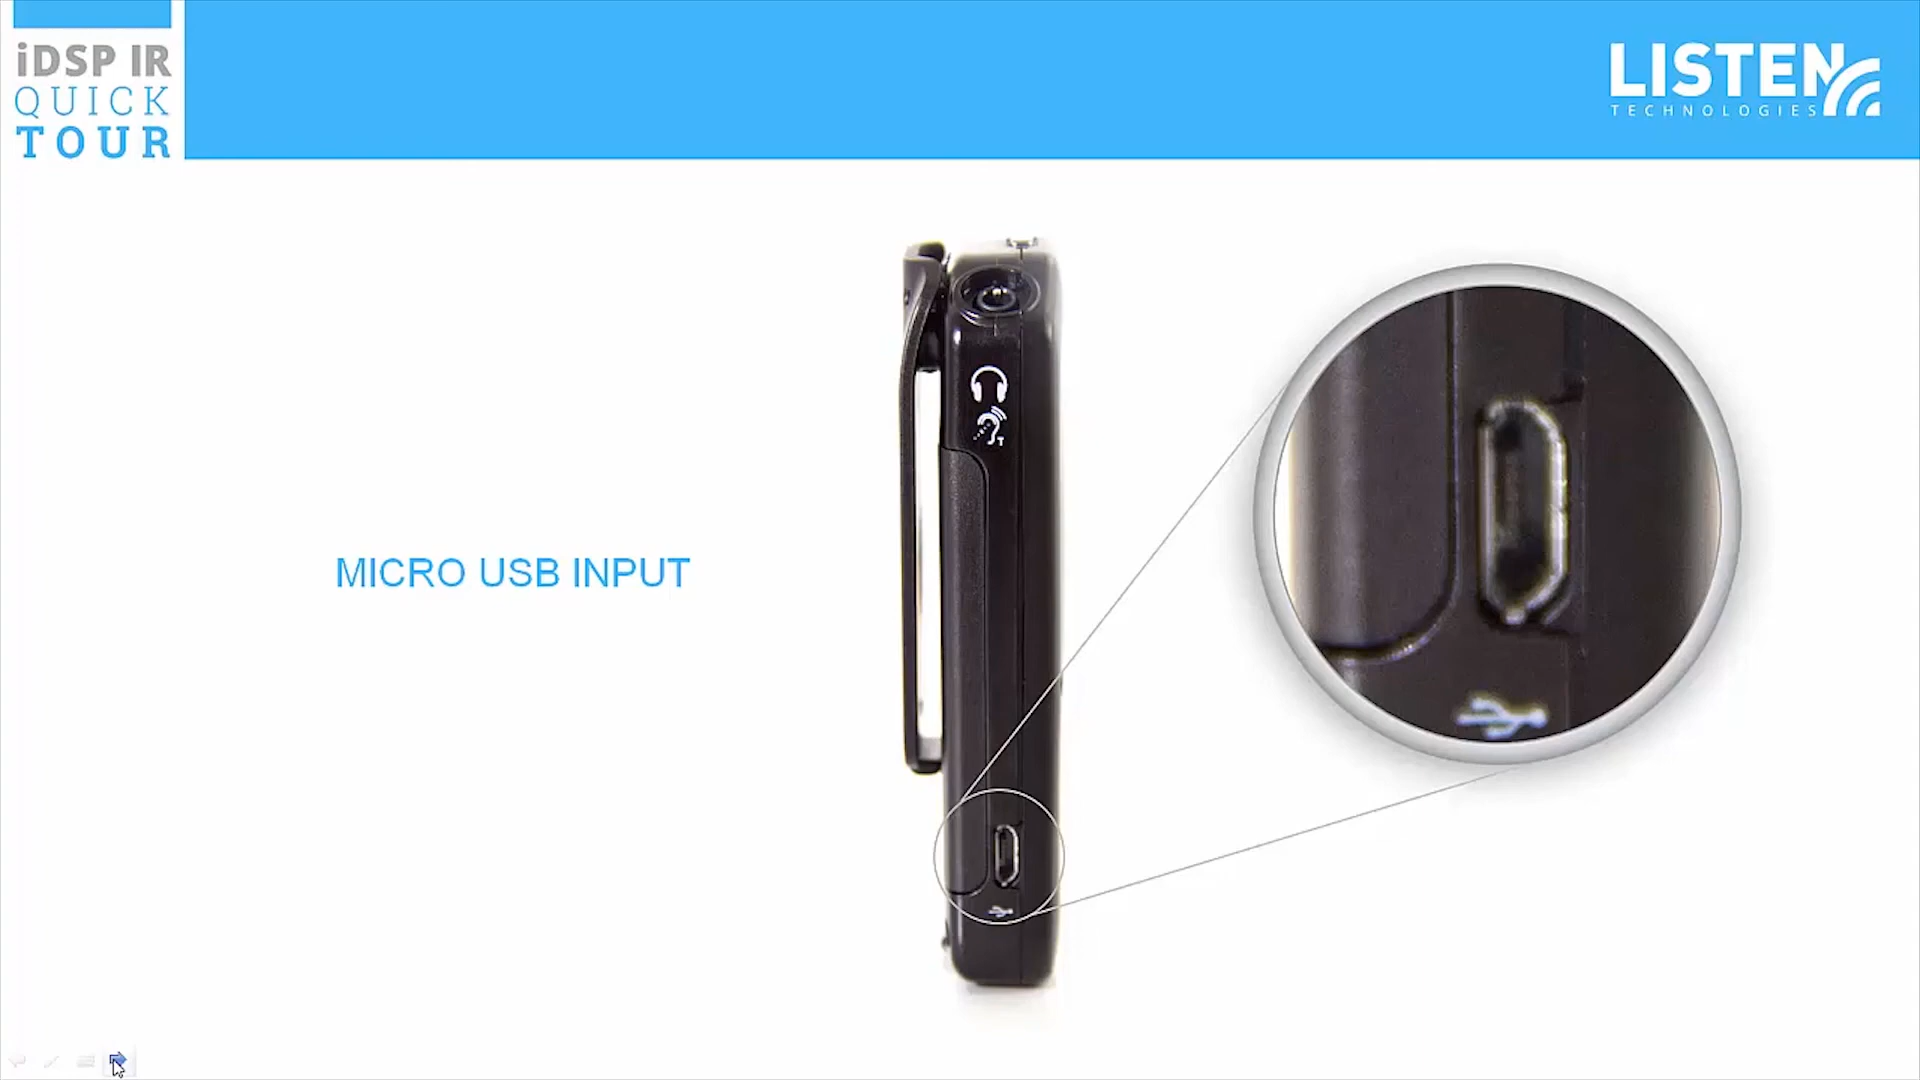 iDSP IR
QUICK
TOUR
LISTEN
TECHNOLOGIES
T
MICRO USB INPUT